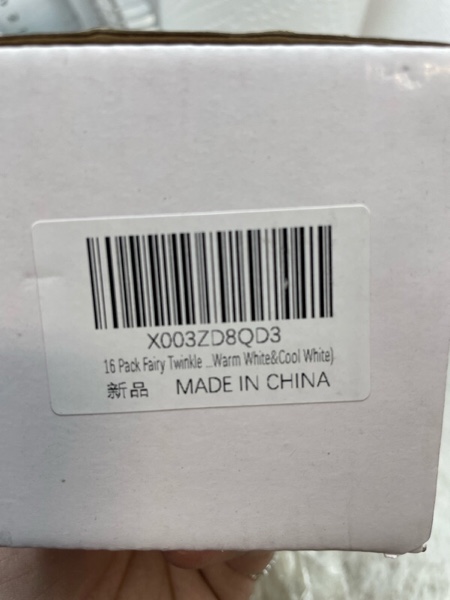 X003ZD8QD3
16 Pack Fairy Twinkle ...Warm White&Cool White)
新品 MADE IN CHINA